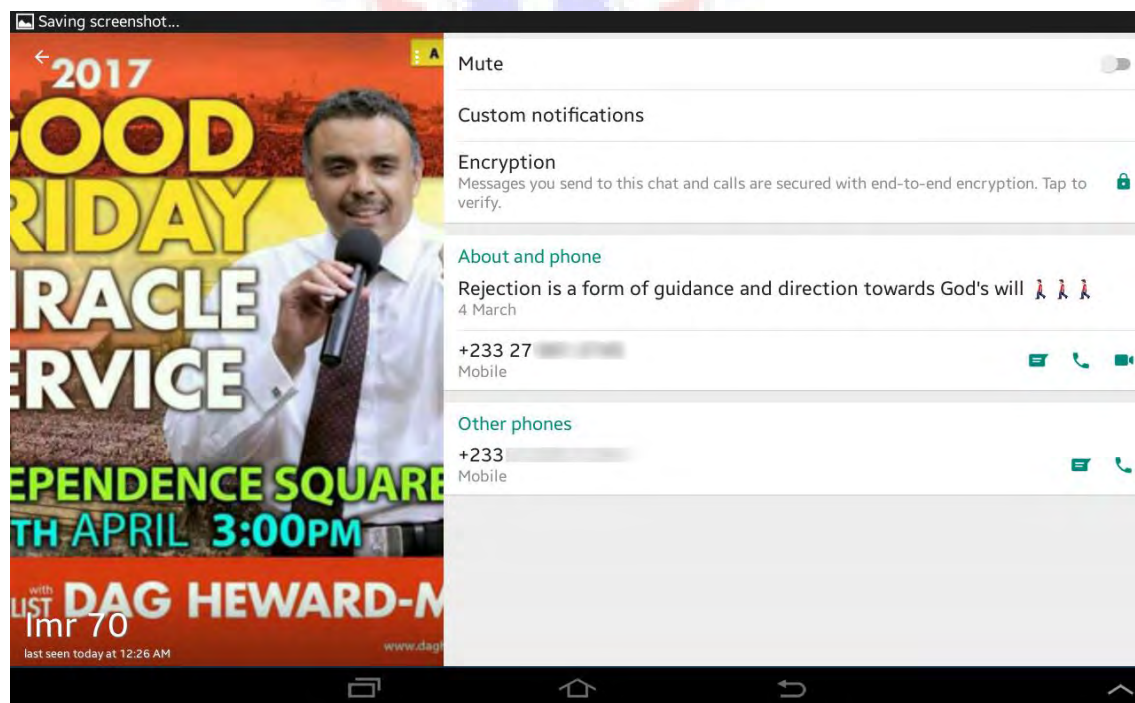 Saving screenshot...
A
2017
OOD
RIDAY
IRACLE
ERVICE
EPENDENCE SQUARE
TH APRIL 3:00PM
with
LIST DAG HEWARD-M
www.dagh
Imr 70
last seen today at 12:26 AM
Mute
Custom notifications
Encryption
Messages you send to this chat and calls are secured with end-to-end encryption. Tap to
verify.
About and phone
Rejection is a form of guidance and direction towards God's will 🚶🚶🚶
4 March
+233 27
Mobile
Other phones
+233
Mobile